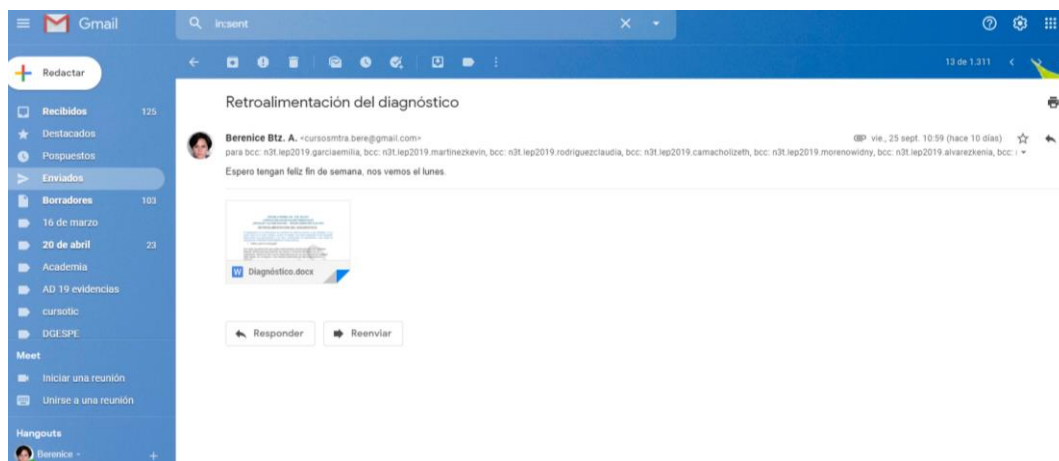 Gmail
in:sent
Redactar
13 de 1.311
Recibidos 125
Destacados
Pospuestos
Enviados
Borradores 103
16 de marzo
20 de abril 23
Academia
AD 19 evidencias
cursotic
DGESPE
Meet
Iniciar una reunión
Unirse a una reunión
Hangouts
Berenice
Retroalimentación del diagnóstico
Berenice Btz. A. <cursosmtra.bere@gmail.com> vie., 25 sept. 10:59 (hace 10 días)
para bcc: n3t.lep2019.garciaemilia, bcc: n3t.lep2019.martinezkevin, bcc: n3t.lep2019.rodriguezclaudia, bcc: n3t.lep2019.camacholizeth, bcc: n3t.lep2019.morenowidny, bcc: n3t.lep2019.alvarezkenia, bcc:
Espero tengan feliz fin de semana, nos vemos el lunes.
W Diagnóstico.docx
Responder Reenviar